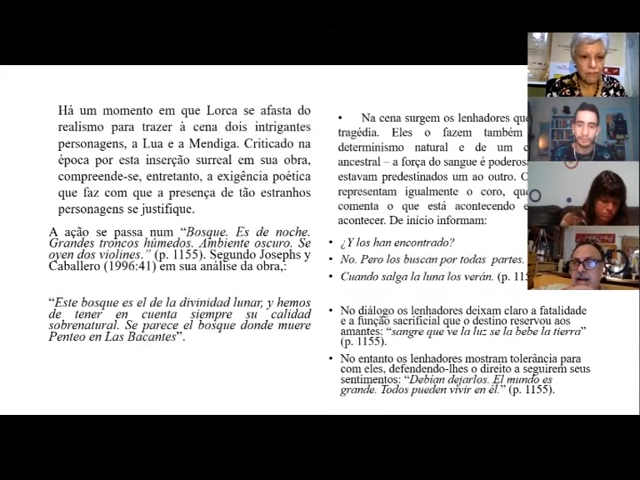 Há um momento em que Lorca se afasta do
realismo para trazer à cena dois intrigantes
personagens, a Lua e a Mendiga. Criticado na
época por esta inserção surreal em sua obra,
compreende-se, entretanto, a exigência poética
que faz com que a presença de tão estranhos
personagens se justifique.
A ação se passa num “Bosque. Es de noche.
Grandes troncos húmedos. Ambiente oscuro. Se
oyen dos violines.” (p. 1155). Segundo Josephs y
Caballero (1996:41) em sua análise da obra,:
“Este bosque es el de la divinidad lunar, y hemos
de tener en cuenta siempre su calidad
sobrenatural. Se parece el bosque donde muere
Penteo en Las Bacantes”.
• Na cena surgem os lenhadores que
tragédia. Eles o fazem também
determinismo natural e de um
ancestral – a força do sangue é poderosa
estavam predestinados um ao outro.
representam igualmente o coro, que
comenta o que está acontecendo e
acontecer. De início informam:
• ¿Y los han encontrado?
• No. Pero los buscan por todas partes.
• Cuando salga la luna los verán. (p.
• No diálogo os lenhadores deixam claro a fatalidade
e a função sacrificial que o destino reservou aos
amantes: “sangre que ve la luz se la bebe la tierra”
(p. 1155).
• No entanto os lenhadores mostram tolerância para
com eles, defendendo-lhes o direito a seguirem seus
sentimentos: “Debían dejarlos. El mundo es
grande. Todos pueden vivir en él.” (p. 1155).